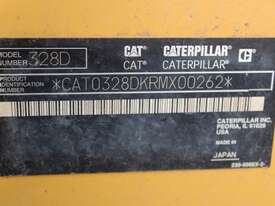 MODEL NUMBER 328D CAT CATERPILLAR C
PRODUCT IDENTIFICATION NUMBER CAT CATERPILLAR
*CAT0328DKRMX00262*
CATERPILLAR INC.
PEORIA, IL 61629
USA
MADE IN
JAPAN